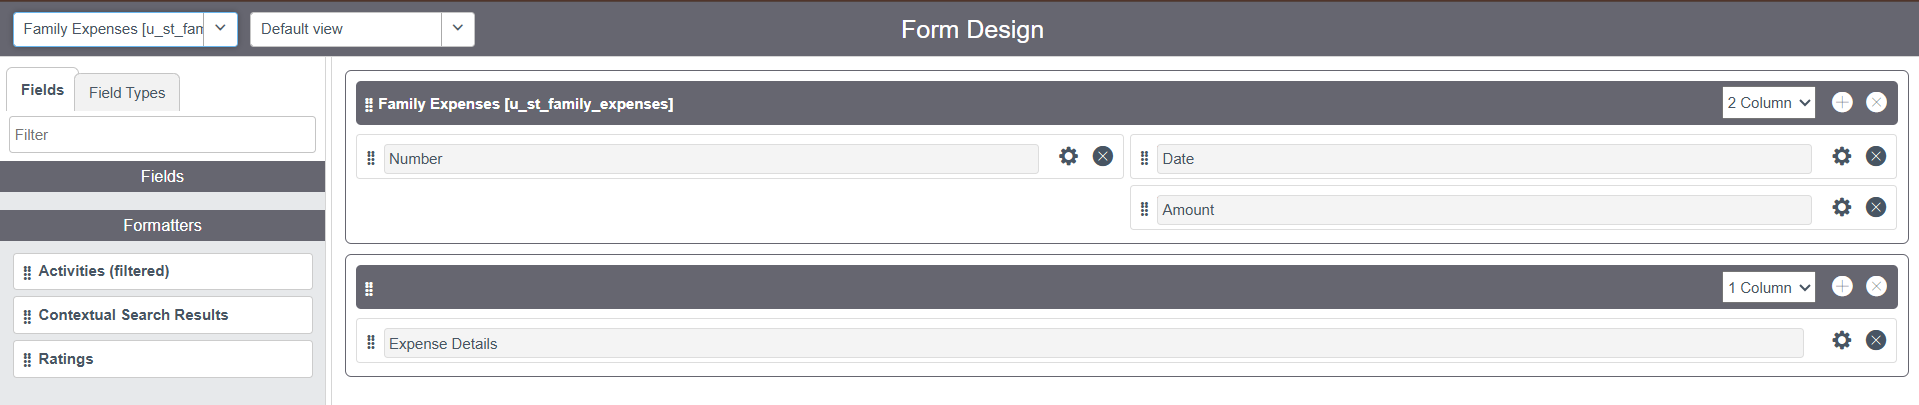 Family Expenses [u_st_fam
Default view
Form Design
Fields
Field Types
Filter
Fields
Formatters
Activities (filtered)
Contextual Search Results
Ratings
Family Expenses [u_st_family_expenses]
2 Column
Number
Date
Amount
1 Column
Expense Details